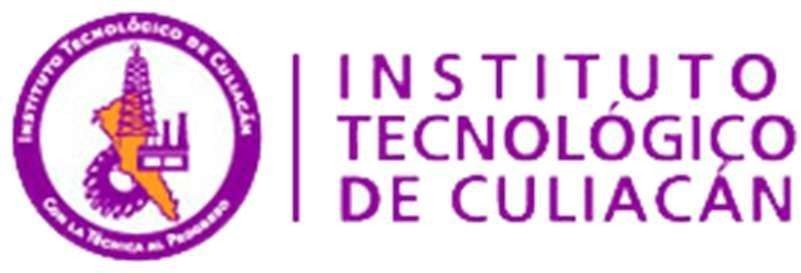 INSTITUTO TECNOLÓGICO DE CULIACÁN
CON LA TÉCNICA AL PROGRESO
INSTITUTO
TECNOLÓGICO
DE CULIACÁN